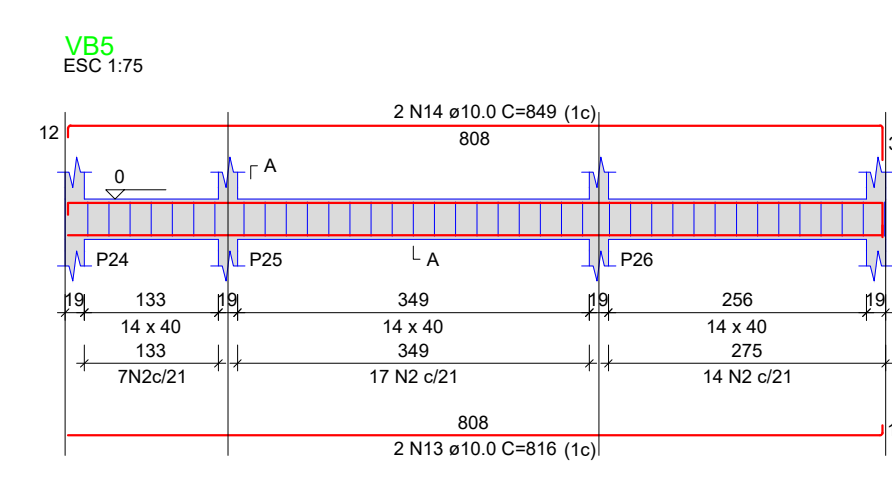 VB5
ESC 1:75
2 N14 ø10.0 C=849 (1c)
12
808
A
0
P24
P25
A
P26
19 133 19 349 19 256 19
14 x 40 14 x 40 14 x 40
133 349 275
7N2c/21 17 N2 c/21 14 N2 c/21
808
2 N13 ø10.0 C=816 (1c)